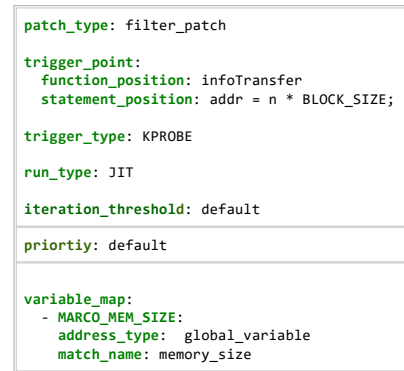 patch_type: filter_patch
trigger_point:
function_position: infoTransfer
statement_position: addr = n * BLOCK_SIZE;
trigger_type: KPROBE
run_type: JIT
iteration_threshold: default
priortiy: default
variable_map:
- MARCO_MEM_SIZE:
address_type: global_variable
match_name: memory_size